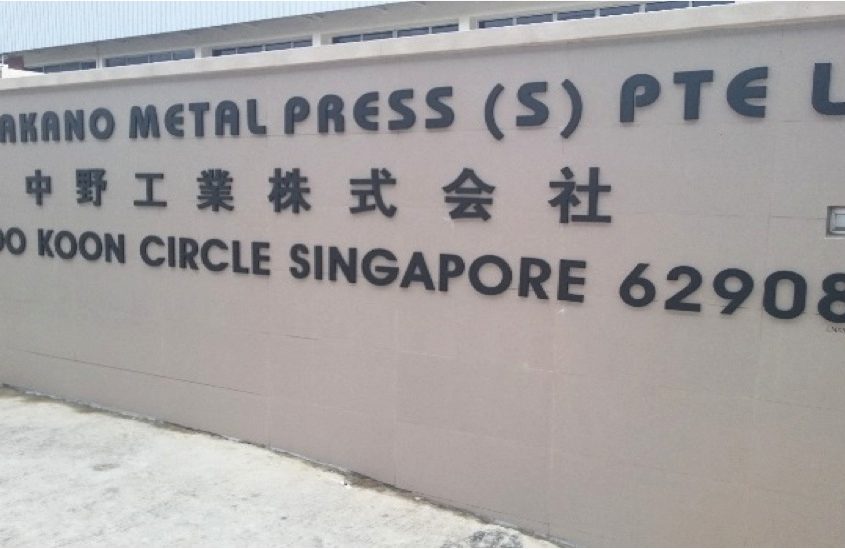 AKANO METAL PRESS (S) PTE L
中野工業株式会社
OO KOON CIRCLE SINGAPORE 62908